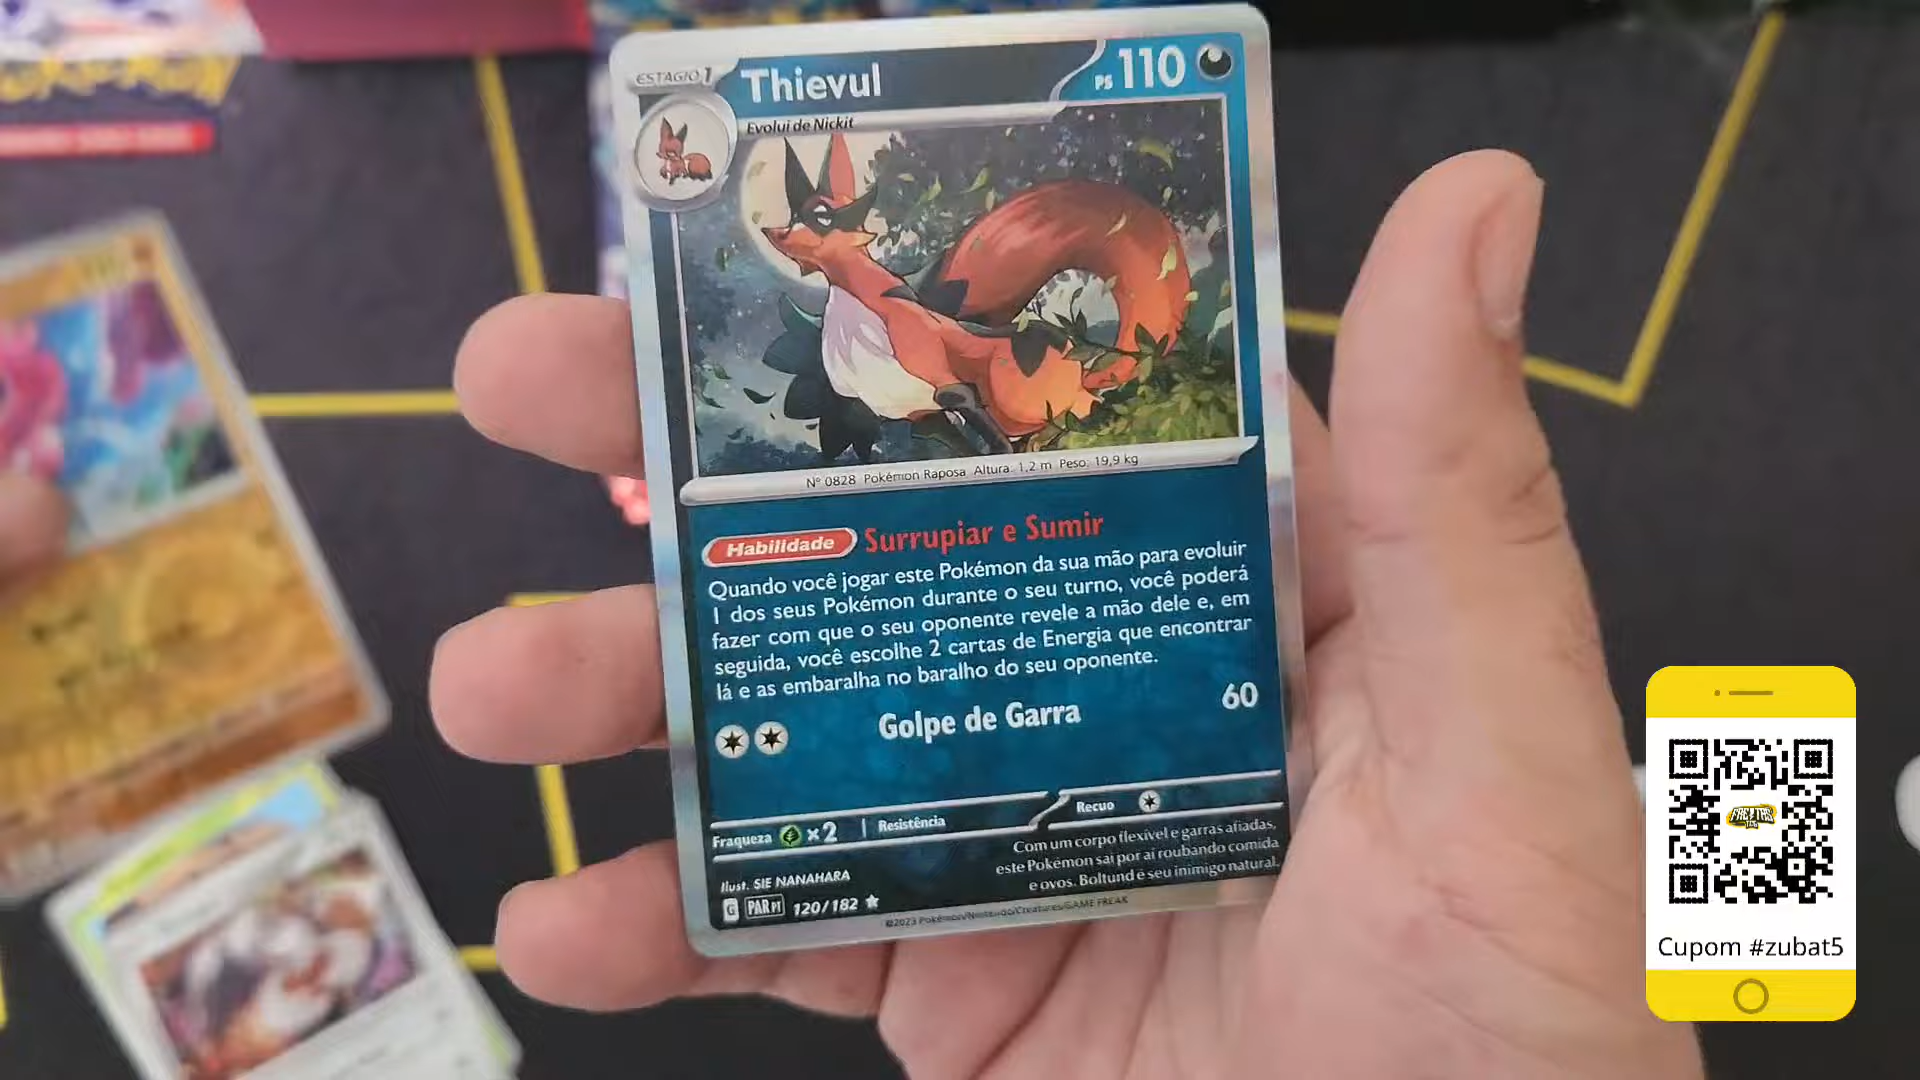 ESTÁGIO 1
Thievul
PS 110
Evolui de Nickit
Nº 0828 Pokémon Raposa Altura: 1,2 m Peso: 19,9 kg
Habilidade Surrupiar e Sumir
Quando você jogar este Pokémon da sua mão para evoluir
1 dos seus Pokémon durante o seu turno, você poderá
fazer com que o seu oponente revele a mão dele e, em
seguida, você escolhe 2 cartas de Energia que encontrar
lá e as embaralha no baralho do seu oponente.
Golpe de Garra 60
Fraqueza x2 Resistência Recuo
Com um corpo flexível e garras afiadas,
este Pokémon sai por aí roubando comida
e ovos. Boltund é seu inimigo natural.
Ilust. SIE NANAHARA
G PAR PT 120/182
©2023 Pokémon/Nintendo/Creatures/GAME FREAK
FREITAS
TCG
Cupom #zubat5